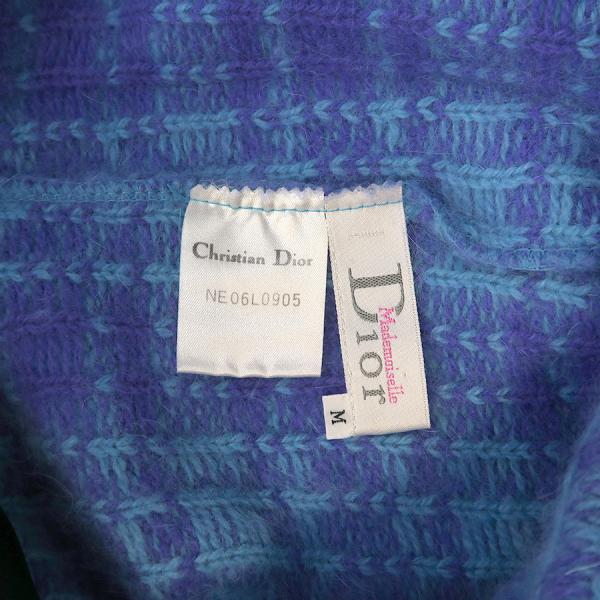 Christian Dior
NE06L0905
Dior
Mademoiselle
M